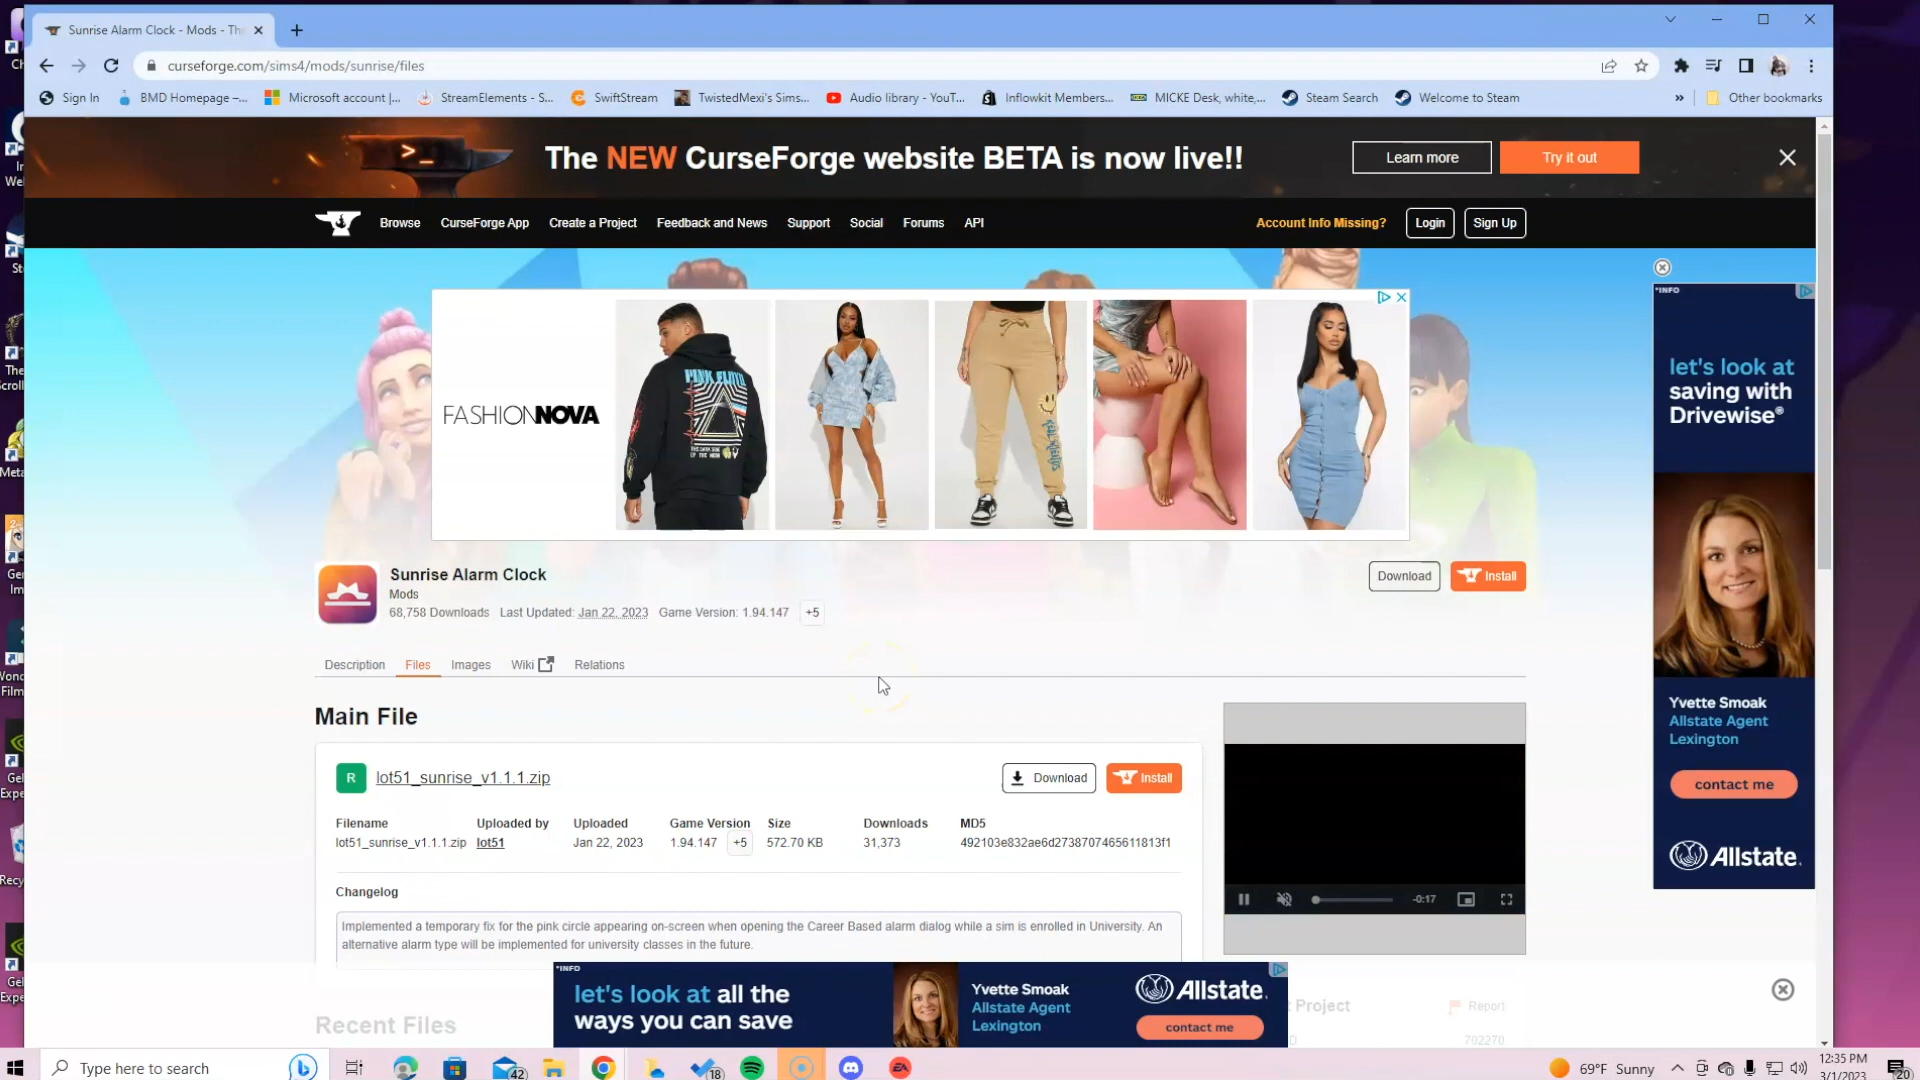 Sunrise Alarm Clock - Mods - Th
curseforge.com/sims4/mods/sunrise/files
Sign In
BMD Homepage –...
Microsoft account |...
StreamElements - S...
SwiftStream
TwistedMexi's Sims...
Audio library - YouT...
Inflowkit Members...
MICKE Desk, white,...
Steam Search
Welcome to Steam
»
Other bookmarks
The NEW CurseForge website BETA is now live!!
Learn more
Try it out
Browse
CurseForge App
Create a Project
Feedback and News
Support
Social
Forums
API
Account Info Missing?
Login
Sign Up
FASHIONNOVA
PINK FLOYD
*INFO
let's look at
saving with
Drivewise®
Yvette Smoak
Allstate Agent
Lexington
contact me
Allstate.
Sunrise Alarm Clock
Mods
68,758 Downloads Last Updated: Jan 22, 2023 Game Version: 1.94.147 +5
Download
Install
Description
Files
Images
Wiki
Relations
Main File
R
lot51_sunrise_v1.1.1.zip
Download
Install
Filename Uploaded by Uploaded Game Version Size Downloads MD5
lot51_sunrise_v1.1.1.zip lot51 Jan 22, 2023 1.94.147 +5 572.70 KB 31,373 492103e832ae6d2738707465611813f1
Changelog
Implemented a temporary fix for the pink circle appearing on-screen when opening the Career Based alarm dialog while a sim is enrolled in University. An
alternative alarm type will be implemented for university classes in the future.
-0:17
*INFO
let's look at all the
ways you can save
Yvette Smoak
Allstate Agent
Lexington
Allstate.
contact me
Recent Files
t Project
Report
702270
Type here to search
42
18
69°F Sunny
12:35 PM
3/1/2023
20